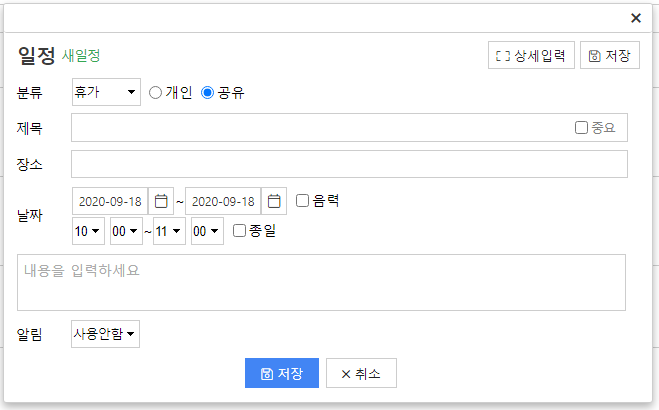 일정 새일정 상세입력 저장
분류 휴가 개인 공유
제목 중요
장소
날짜 2020-09-18 ~ 2020-09-18 음력
10 00 ~ 11 00 종일
내용을 입력하세요
알림 사용안함
저장 취소